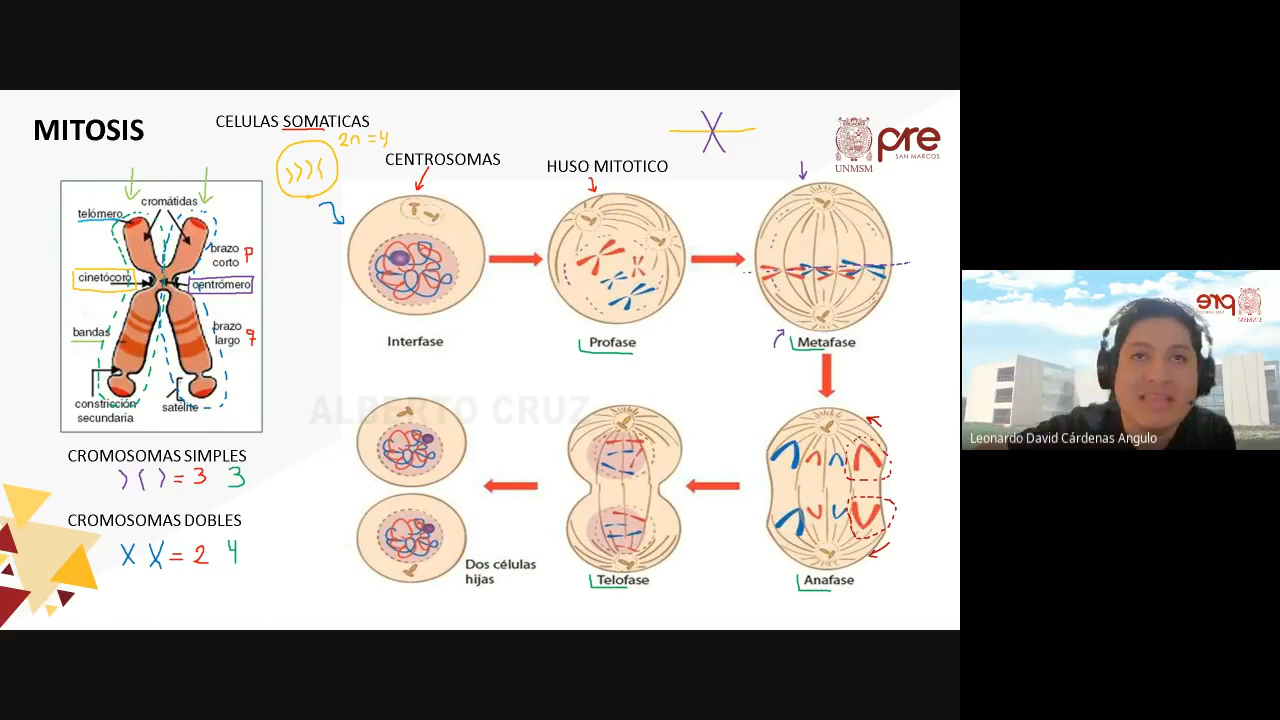 MITOSIS
CELULAS SOMATICAS
2n = 4
CENTROSOMAS
HUSO MITOTICO
UNMSM
pre
SAN MARCOS
cromátidas
telómero
brazo
corto
p
cinetócoro
centrómero
bandas
brazo
largo
q
constricción
secundaria
satélite
Interfase
Profase
Metafase
ALBERTO CRUZ
CROMOSOMAS SIMPLES
= 3 3
CROMOSOMAS DOBLES
X X = 2 4
Dos células
hijas
Telofase
Anafase
pre
Leonardo David Cárdenas Angulo